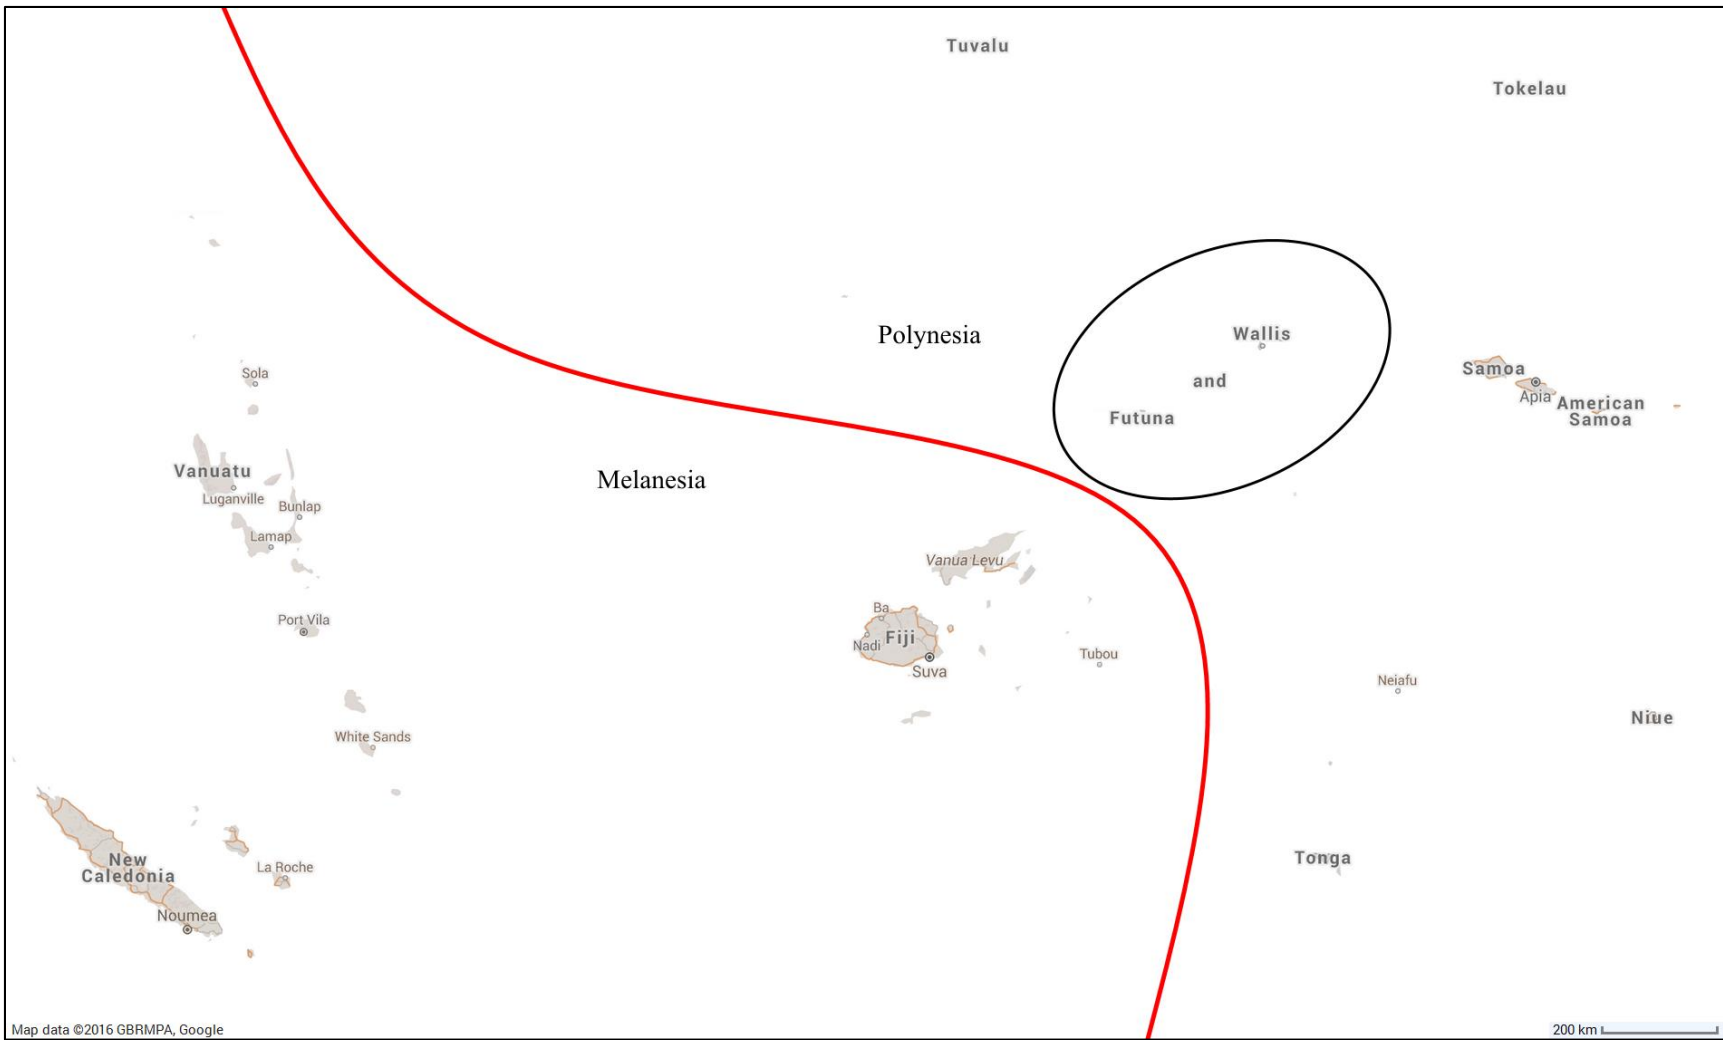 Tuvalu
Tokelau
Polynesia
Wallis
and
Futuna
Samoa
Apia
American
Samoa
Sola
Vanuatu
Luganville
Bunlap
Lamap
Melanesia
Vanua Levu
Port Vila
Ba
Nadi
Fiji
Suva
Tubou
Neiafu
Niue
White Sands
New
Caledonia
La Roche
Noumea
Tonga
Map data ©2016 GBRMPA, Google
200 km